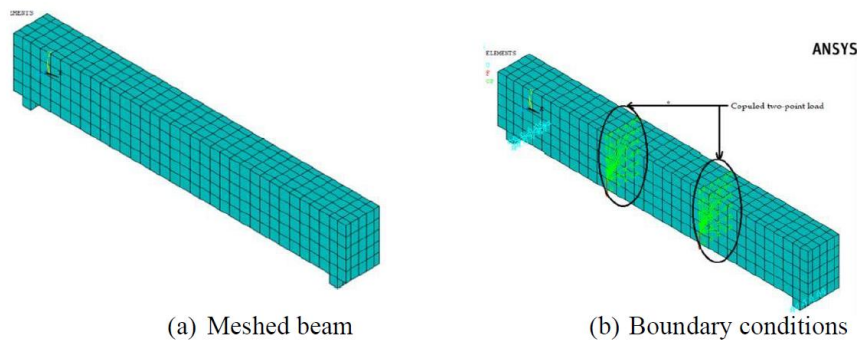 ELEMENTS
ANSYS
Copuled two-point load
(a) Meshed beam
(b) Boundary conditions